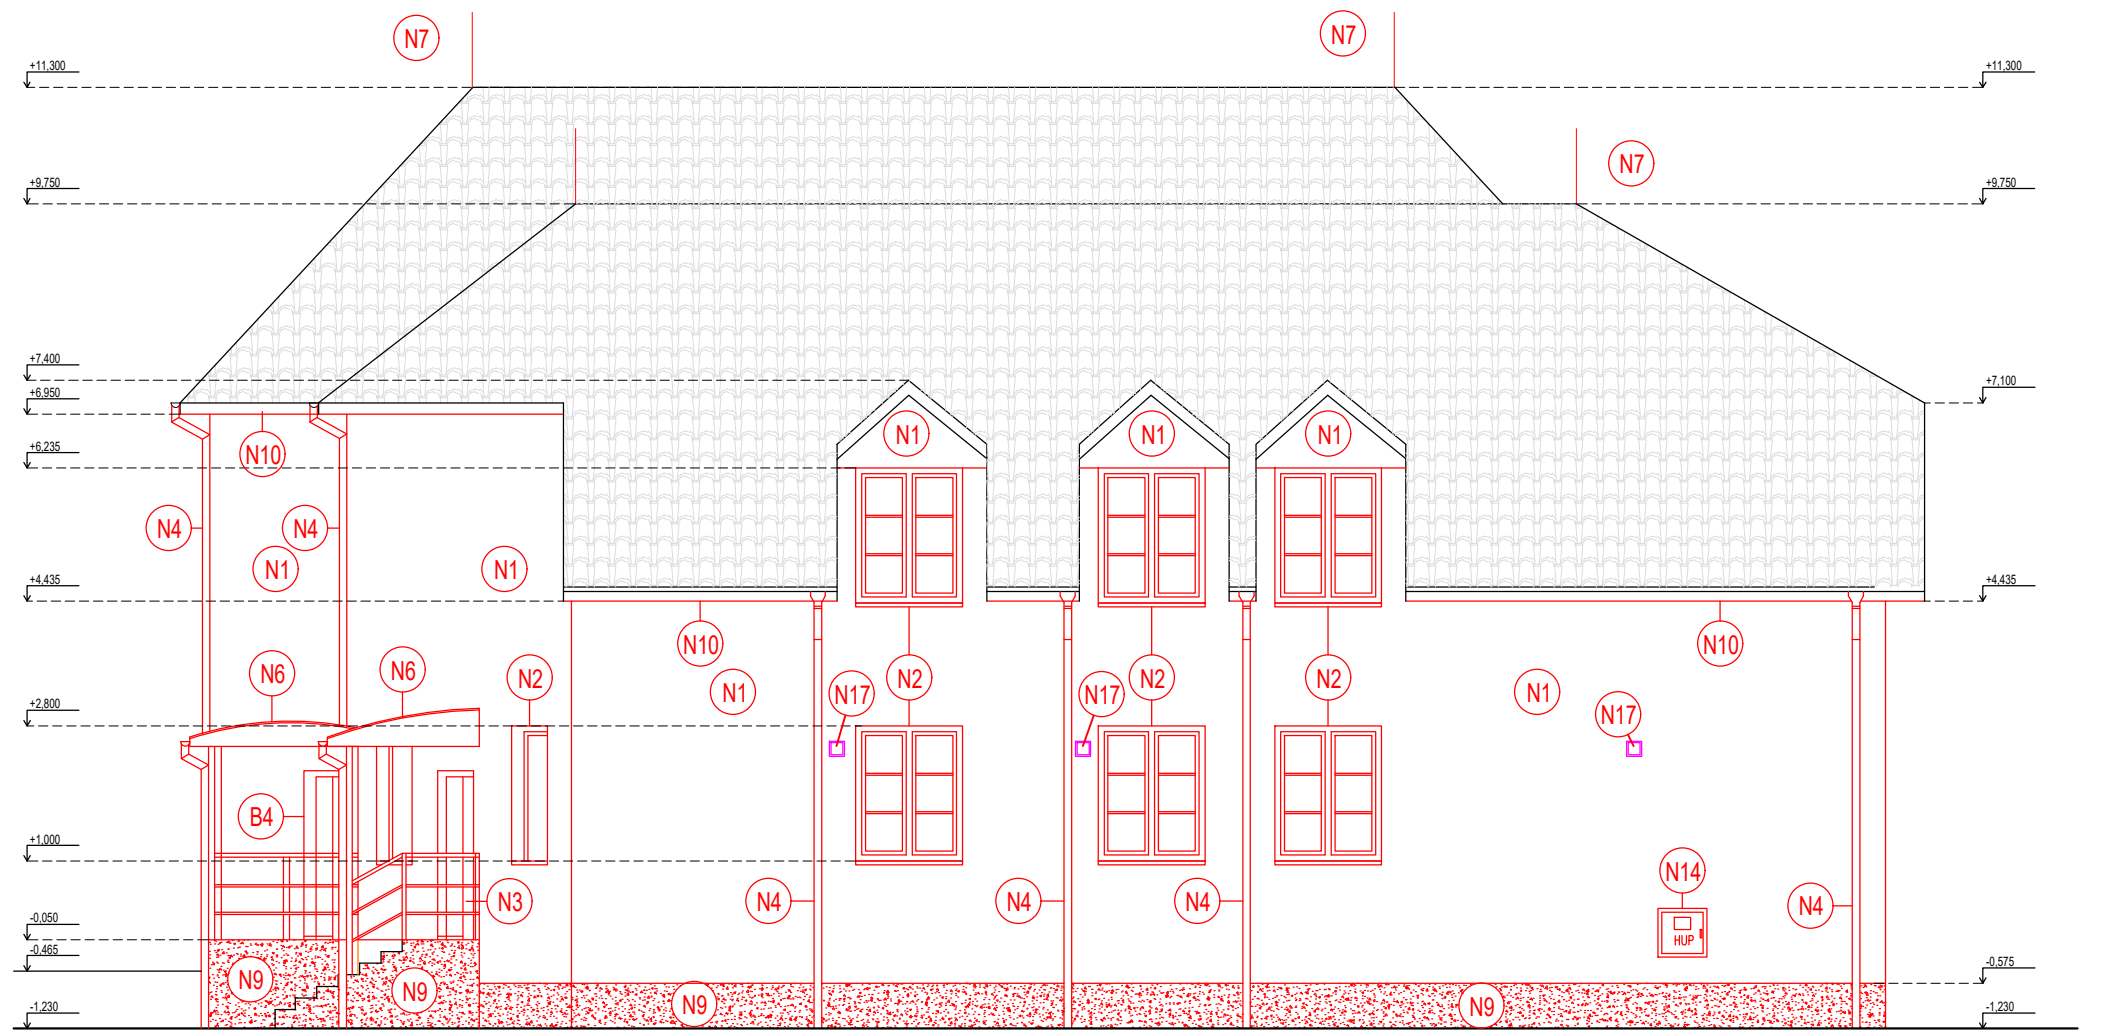 N7
N7
+11,300
+11,300
N7
+9,750
+9,750
+7,400
+7,100
+6,950
N1
N1
N1
N10
+6,235
N4
N4
N1
N1
+4,435
+4,435
N10
N10
N6
N6
N2
N2
N2
N2
N1
N17
N17
N1
N17
+2,800
B4
+1,000
N14
N3
N4
N4
N4
N4
-0,050
HUP
-0,465
-0,575
N9
N9
N9
N9
-1,230
-1,230